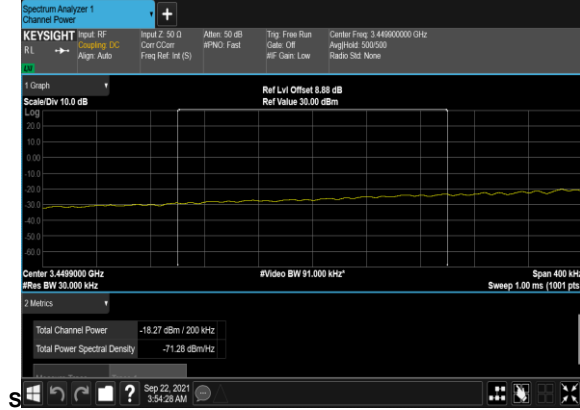 Spectrum Analyzer 1
Channel Power
+
KEYSIGHT Input: RF Input Z: 50 Ω Atten: 50 dB Trig: Free Run Center Freq: 3.449900000 GHz
RL Coupling: DC Corr CCorr #PNO: Fast Gate: Off Avg|Hold: 500/500
Align: Auto Freq Ref: Int (S) #IF Gain: Low Radio Std: None
1 Graph
Ref Lvl Offset 8.88 dB
Scale/Div 10.0 dB Ref Value 30.00 dBm
Log
20.0
10.0
0.00
-10.0
-20.0
-30.0
-40.0
-50.0
-60.0
Center 3.4499000 GHz #Video BW 91.000 kHz* Span 400 kHz
#Res BW 30.000 kHz Sweep 1.00 ms (1001 pts
2 Metrics
Total Channel Power -18.27 dBm / 200 kHz
Total Power Spectral Density -71.28 dBm/Hz
S
? Sep 22, 2021
3:54:28 AM